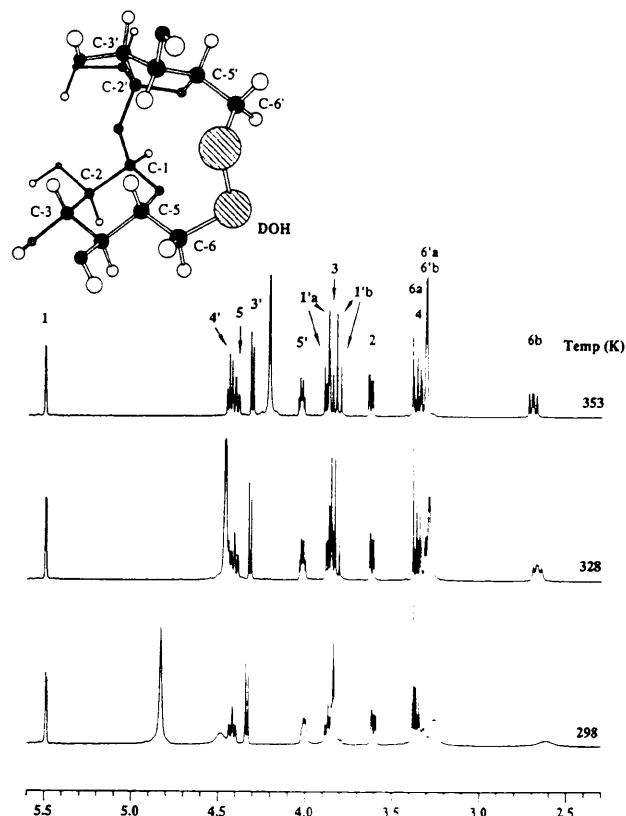 C-3'
C-5'
C-2'
C-6'
C-1
C-2
C-3
C-5
C-6
DOH
6'a
6'b
3
1'a
1'b
6a
4
1
4'
5
3'
5'
2
6b
Temp (K)
353
328
298
5.5 5.0 4.5 4.0 3.5 3.0 2.5